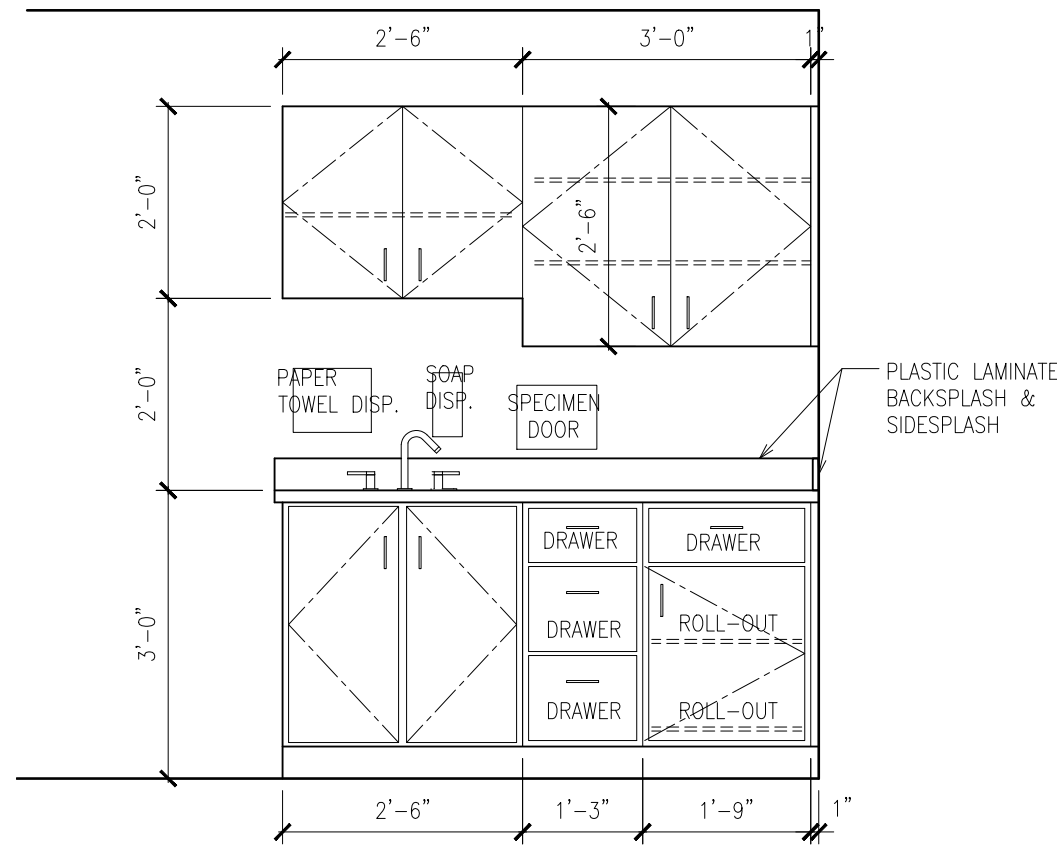 2'-6"
3'-0"
1"
2'-0"
2'-6"
2'-0"
PAPER
TOWEL DISP.
SOAP
DISP.
SPECIMEN
DOOR
PLASTIC LAMINATE
BACKSPLASH &
SIDESPLASH
3'-0"
DRAWER
DRAWER
DRAWER
ROLL-OUT
DRAWER
ROLL-OUT
2'-6"
1'-3"
1'-9"
1"